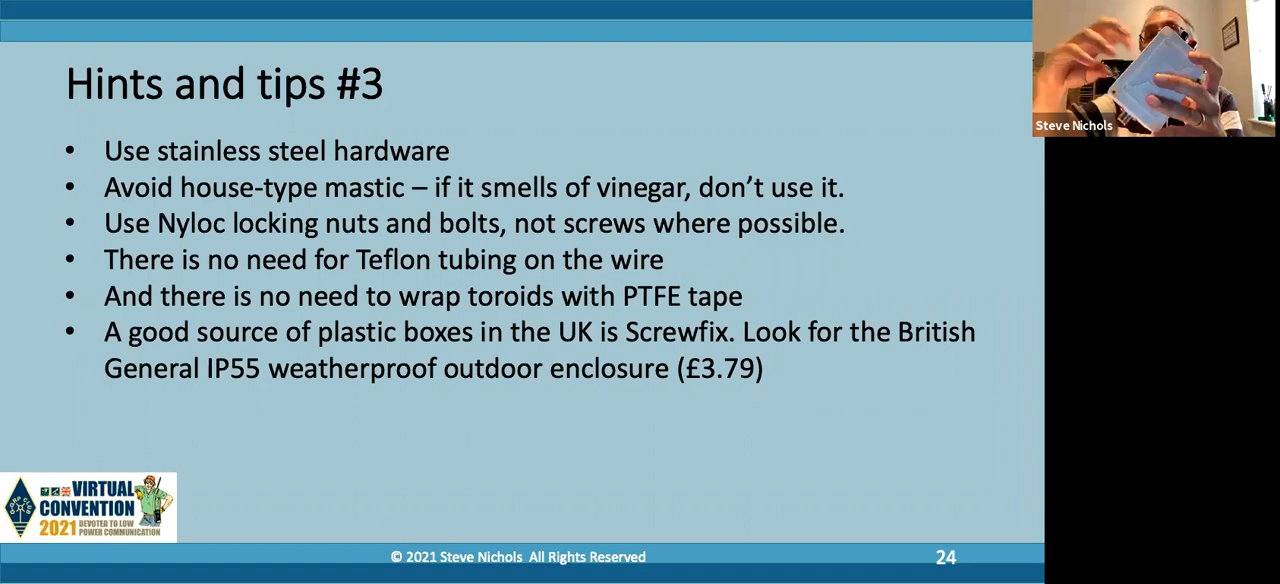 Hints and tips #3
Use stainless steel hardware
Avoid house-type mastic – if it smells of vinegar, don't use it.
Use Nyloc locking nuts and bolts, not screws where possible.
There is no need for Teflon tubing on the wire
And there is no need to wrap toroids with PTFE tape
A good source of plastic boxes in the UK is Screwfix. Look for the British
General IP55 weatherproof outdoor enclosure (£3.79)
Steve Nichols
VIRTUAL
CONVENTION
2021 DEVOTED TO LOW
POWER COMMUNICATION
© 2021 Steve Nichols All Rights Reserved
24